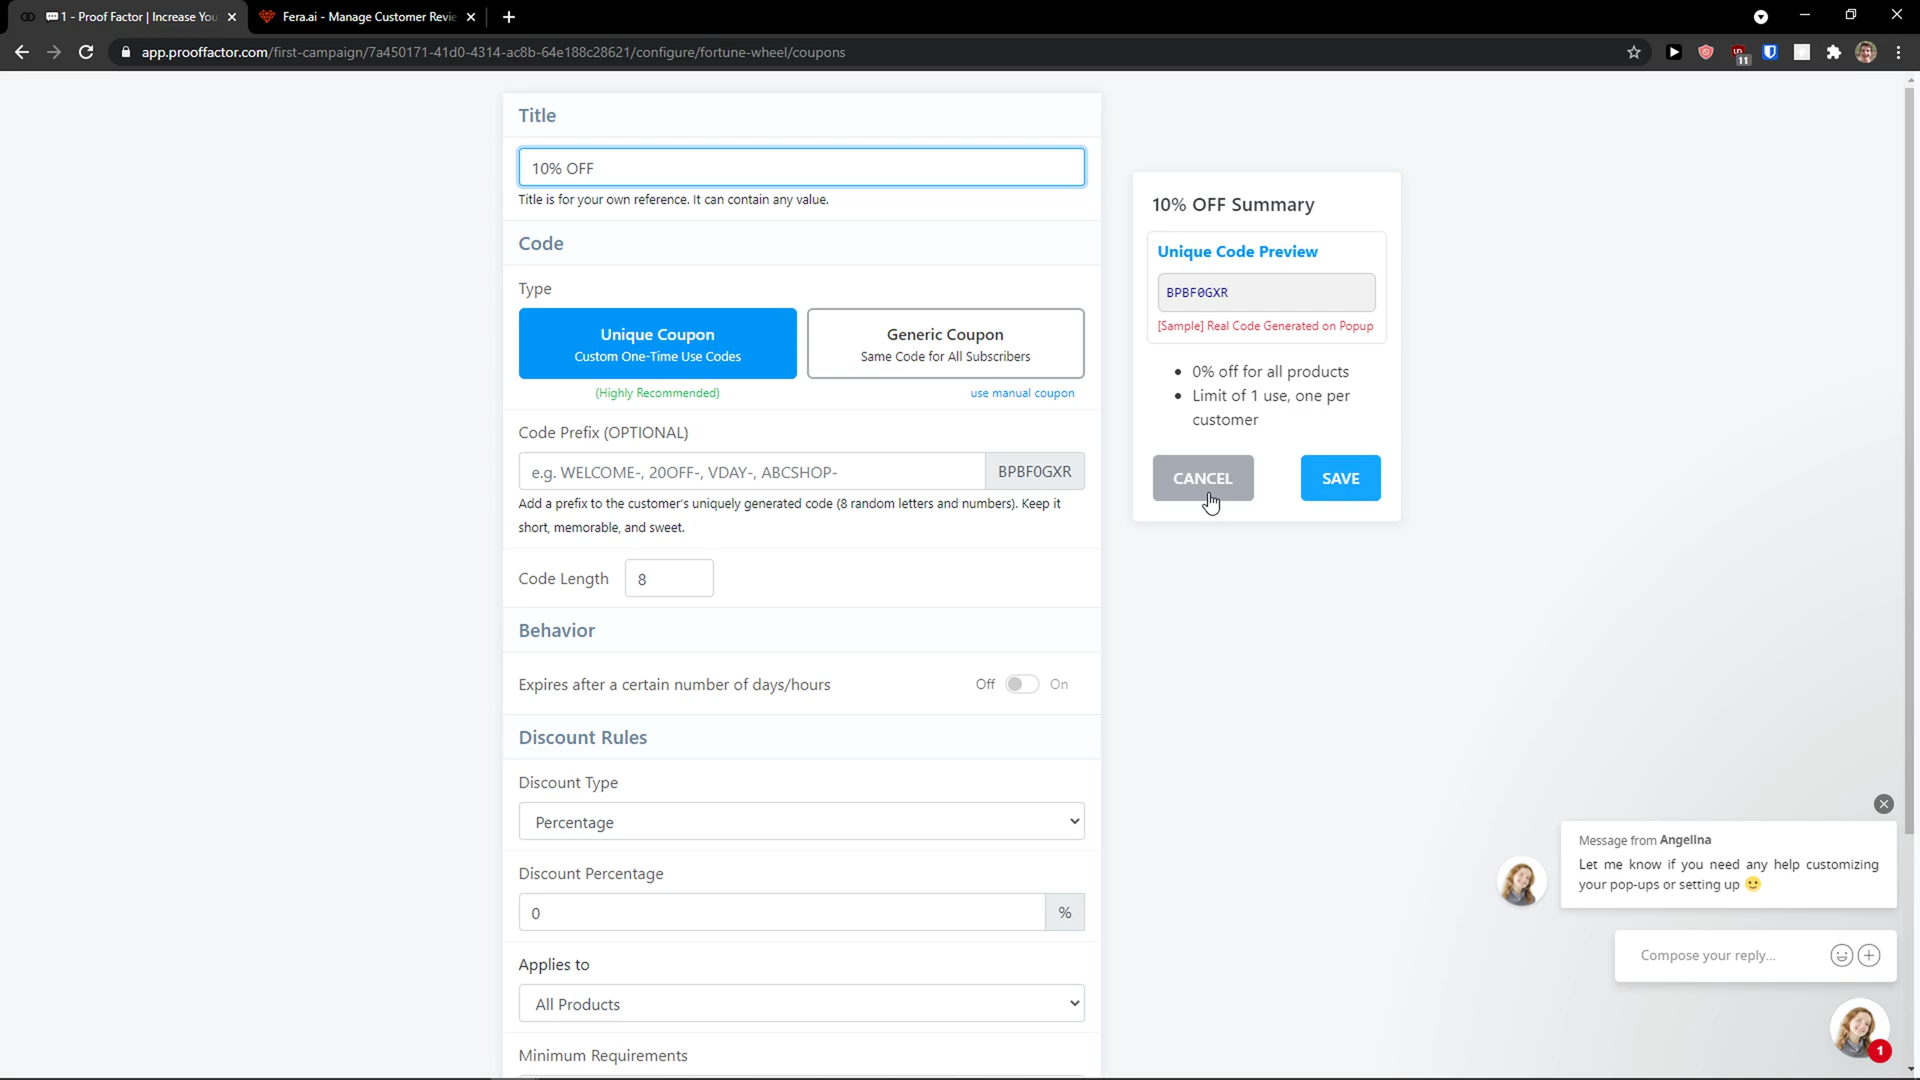 1 - Proof Factor | Increase You
Fera.ai - Manage Customer Revie
app.prooffactor.com/first-campaign/7a450171-41d0-4314-ac8b-64e188c28621/configure/fortune-wheel/coupons
11
Title
10% OFF
Title is for your own reference. It can contain any value.
Code
Type
Unique Coupon
Custom One-Time Use Codes
Generic Coupon
Same Code for All Subscribers
(Highly Recommended)
use manual coupon
Code Prefix (OPTIONAL)
e.g. WELCOME-, 20OFF-, VDAY-, ABCSHOP-
BPBF0GXR
Add a prefix to the customer's uniquely generated code (8 random letters and numbers). Keep it
short, memorable, and sweet.
Code Length
8
Behavior
Expires after a certain number of days/hours
Off
On
Discount Rules
Discount Type
Percentage
Discount Percentage
0
%
Applies to
All Products
Minimum Requirements
10% OFF Summary
Unique Code Preview
BPBF0GXR
[Sample] Real Code Generated on Popup
• 0% off for all products
• Limit of 1 use, one per
customer
CANCEL
SAVE
Message from Angelina
Let me know if you need any help customizing
your pop-ups or setting up 🙂
Compose your reply...
1